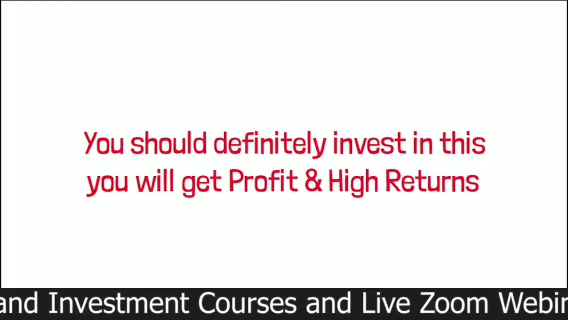 You should definitely invest in this
you will get Profit & High Returns
and Investment Courses and Live Zoom